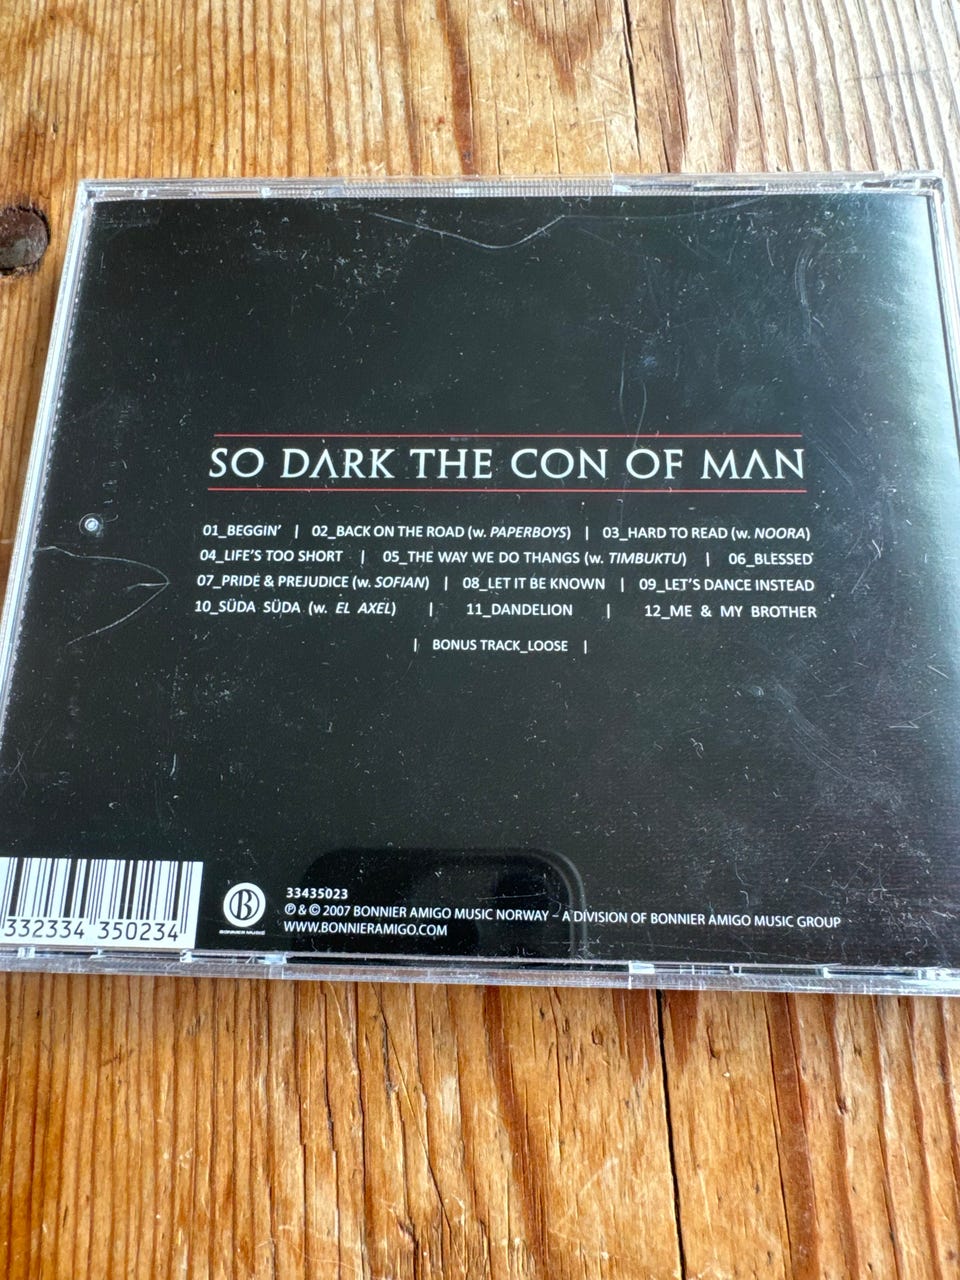 SO DARK THE CON OF MAN
01_BEGGIN' | 02_BACK ON THE ROAD (w. PAPERBOYS) | 03_HARD TO READ (w. NOORA)
04_LIFE'S TOO SHORT | 05_THE WAY WE DO THANGS (w. TIMBUKTU) | 06_BLESSED
07_PRIDE & PREJUDICE (w. SOFIAN) | 08_LET IT BE KNOWN | 09_LET'S DANCE INSTEAD
10_SÜDA SÜDA (w. EL AXEL) | 11_DANDELION | 12_ME & MY BROTHER
| BONUS TRACK_LOOSE |
332334 350234
B
BONNIER MUSIC
33435023
℗ & © 2007 BONNIER AMIGO MUSIC NORWAY – A DIVISION OF BONNIER AMIGO MUSIC GROUP
WWW.BONNIERAMIGO.COM